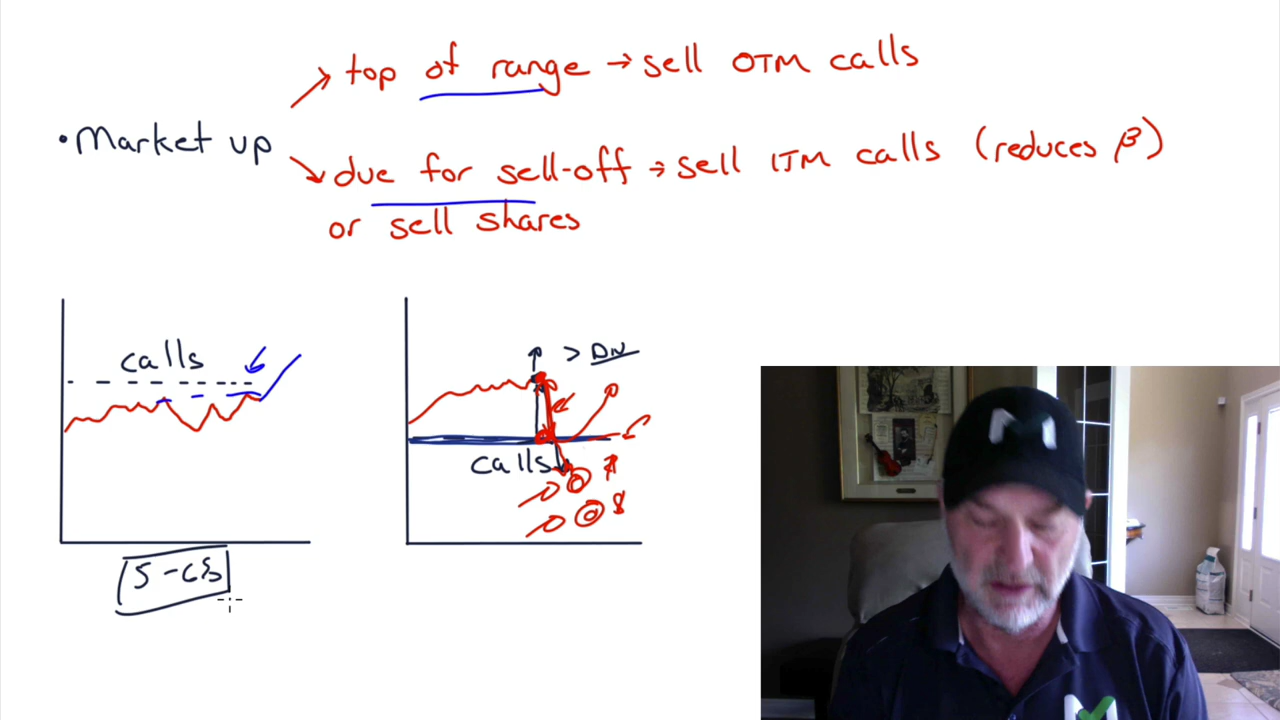 top of range → sell OTM calls
• Market up
due for sell-off → sell ITM calls (reduces β)
or sell shares
calls
> DN
calls